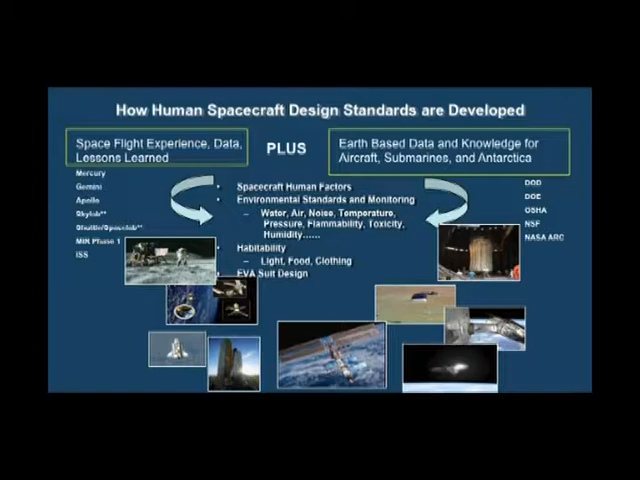 How Human Spacecraft Design Standards are Developed
Space Flight Experience, Data,
Lessons Learned
PLUS
Earth Based Data and Knowledge for
Aircraft, Submarines, and Antarctica
Mercury
Gemini
Apollo
Skylab**
Shuttle/Spacelab**
MIR Phase 1
ISS
• Spacecraft Human Factors
• Environmental Standards and Monitoring
– Water, Air, Noise, Temperature,
Pressure, Flammability, Toxicity,
Humidity……
• Habitability
– Light, Food, Clothing
• EVA Suit Design
DOD
DOE
OSHA
NSF
NASA ARC